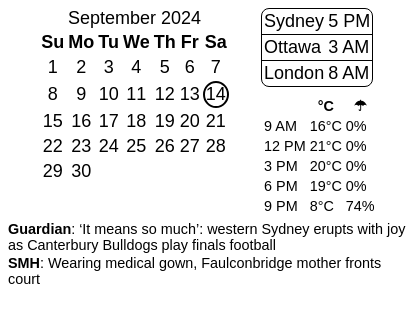 September 2024
Su Mo Tu We Th Fr Sa
1 2 3 4 5 6 7
8 9 10 11 12 13 14
15 16 17 18 19 20 21
22 23 24 25 26 27 28
29 30
Sydney 5 PM
Ottawa 3 AM
London 8 AM
°C ☂
9 AM 16°C 0%
12 PM 21°C 0%
3 PM 20°C 0%
6 PM 19°C 0%
9 PM 8°C 74%
Guardian: ‘It means so much’: western Sydney erupts with joy
as Canterbury Bulldogs play finals football
SMH: Wearing medical gown, Faulconbridge mother fronts
court